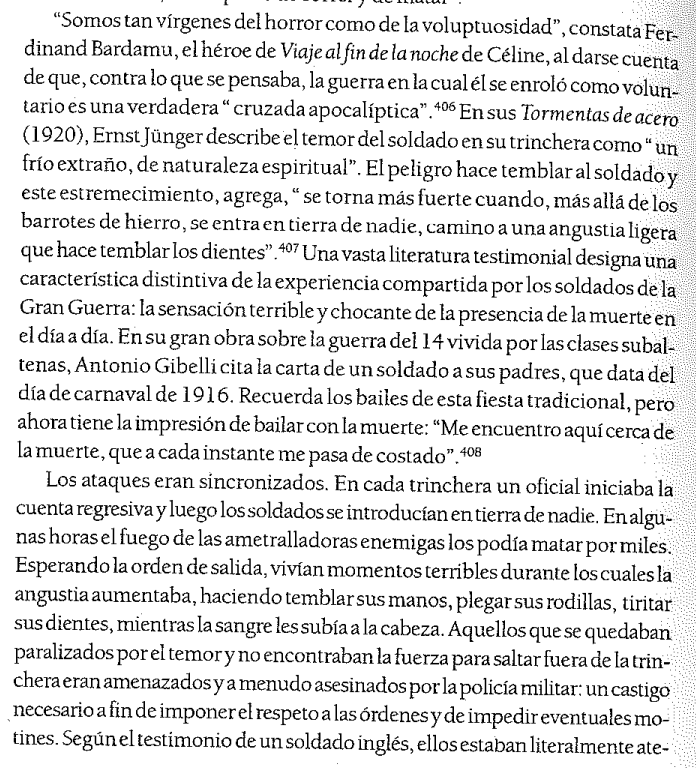 “Somos tan vírgenes del horror como de la voluptuosidad”, constata Fer-
dinand Bardamu, el héroe de Viaje al fin de la noche de Céline, al darse cuenta
de que, contra lo que se pensaba, la guerra en la cual él se enroló como volun-
tario es una verdadera “cruzada apocalíptica”.406 En sus Tormentas de acero
(1920), Ernst Jünger describe el temor del soldado en su trinchera como “un
frío extraño, de naturaleza espiritual”. El peligro hace temblar al soldado y
este estremecimiento, agrega, “se torna más fuerte cuando, más allá de los
barrotes de hierro, se entra en tierra de nadie, camino a una angustia ligera
que hace temblar los dientes”.407 Una vasta literatura testimonial designa una
característica distintiva de la experiencia compartida por los soldados de la
Gran Guerra: la sensación terrible y chocante de la presencia de la muerte en
el día a día. En su gran obra sobre la guerra del 14 vivida por las clases subal-
tenas, Antonio Gibelli cita la carta de un soldado a sus padres, que data del
día de carnaval de 1916. Recuerda los bailes de esta fiesta tradicional, pero
ahora tiene la impresión de bailar con la muerte: “Me encuentro aquí cerca de
la muerte, que a cada instante me pasa de costado”.408
Los ataques eran sincronizados. En cada trinchera un oficial iniciaba la
cuenta regresiva y luego los soldados se introducían en tierra de nadie. En algu-
nas horas el fuego de las ametralladoras enemigas los podía matar por miles.
Esperando la orden de salida, vivían momentos terribles durante los cuales la
angustia aumentaba, haciendo temblar sus manos, plegar sus rodillas, tiritar
sus dientes, mientras la sangre les subía a la cabeza. Aquellos que se quedaban
paralizados por el temor y no encontraban la fuerza para saltar fuera de la trin-
chera eran amenazados y a menudo asesinados por la policía militar: un castigo
necesario a fin de imponer el respeto a las órdenes y de impedir eventuales mo-
tines. Según el testimonio de un soldado inglés, ellos estaban literalmente ate-